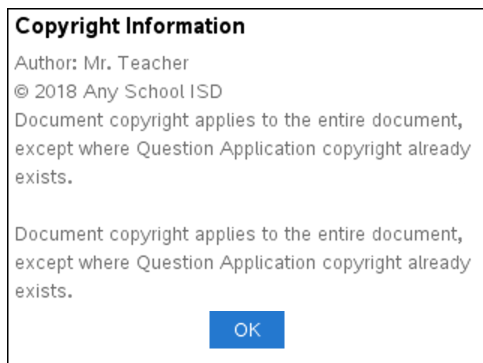 Copyright Information
Author: Mr. Teacher
© 2018 Any School ISD
Document copyright applies to the entire document,
except where Question Application copyright already
exists.
Document copyright applies to the entire document,
except where Question Application copyright already
exists.
OK